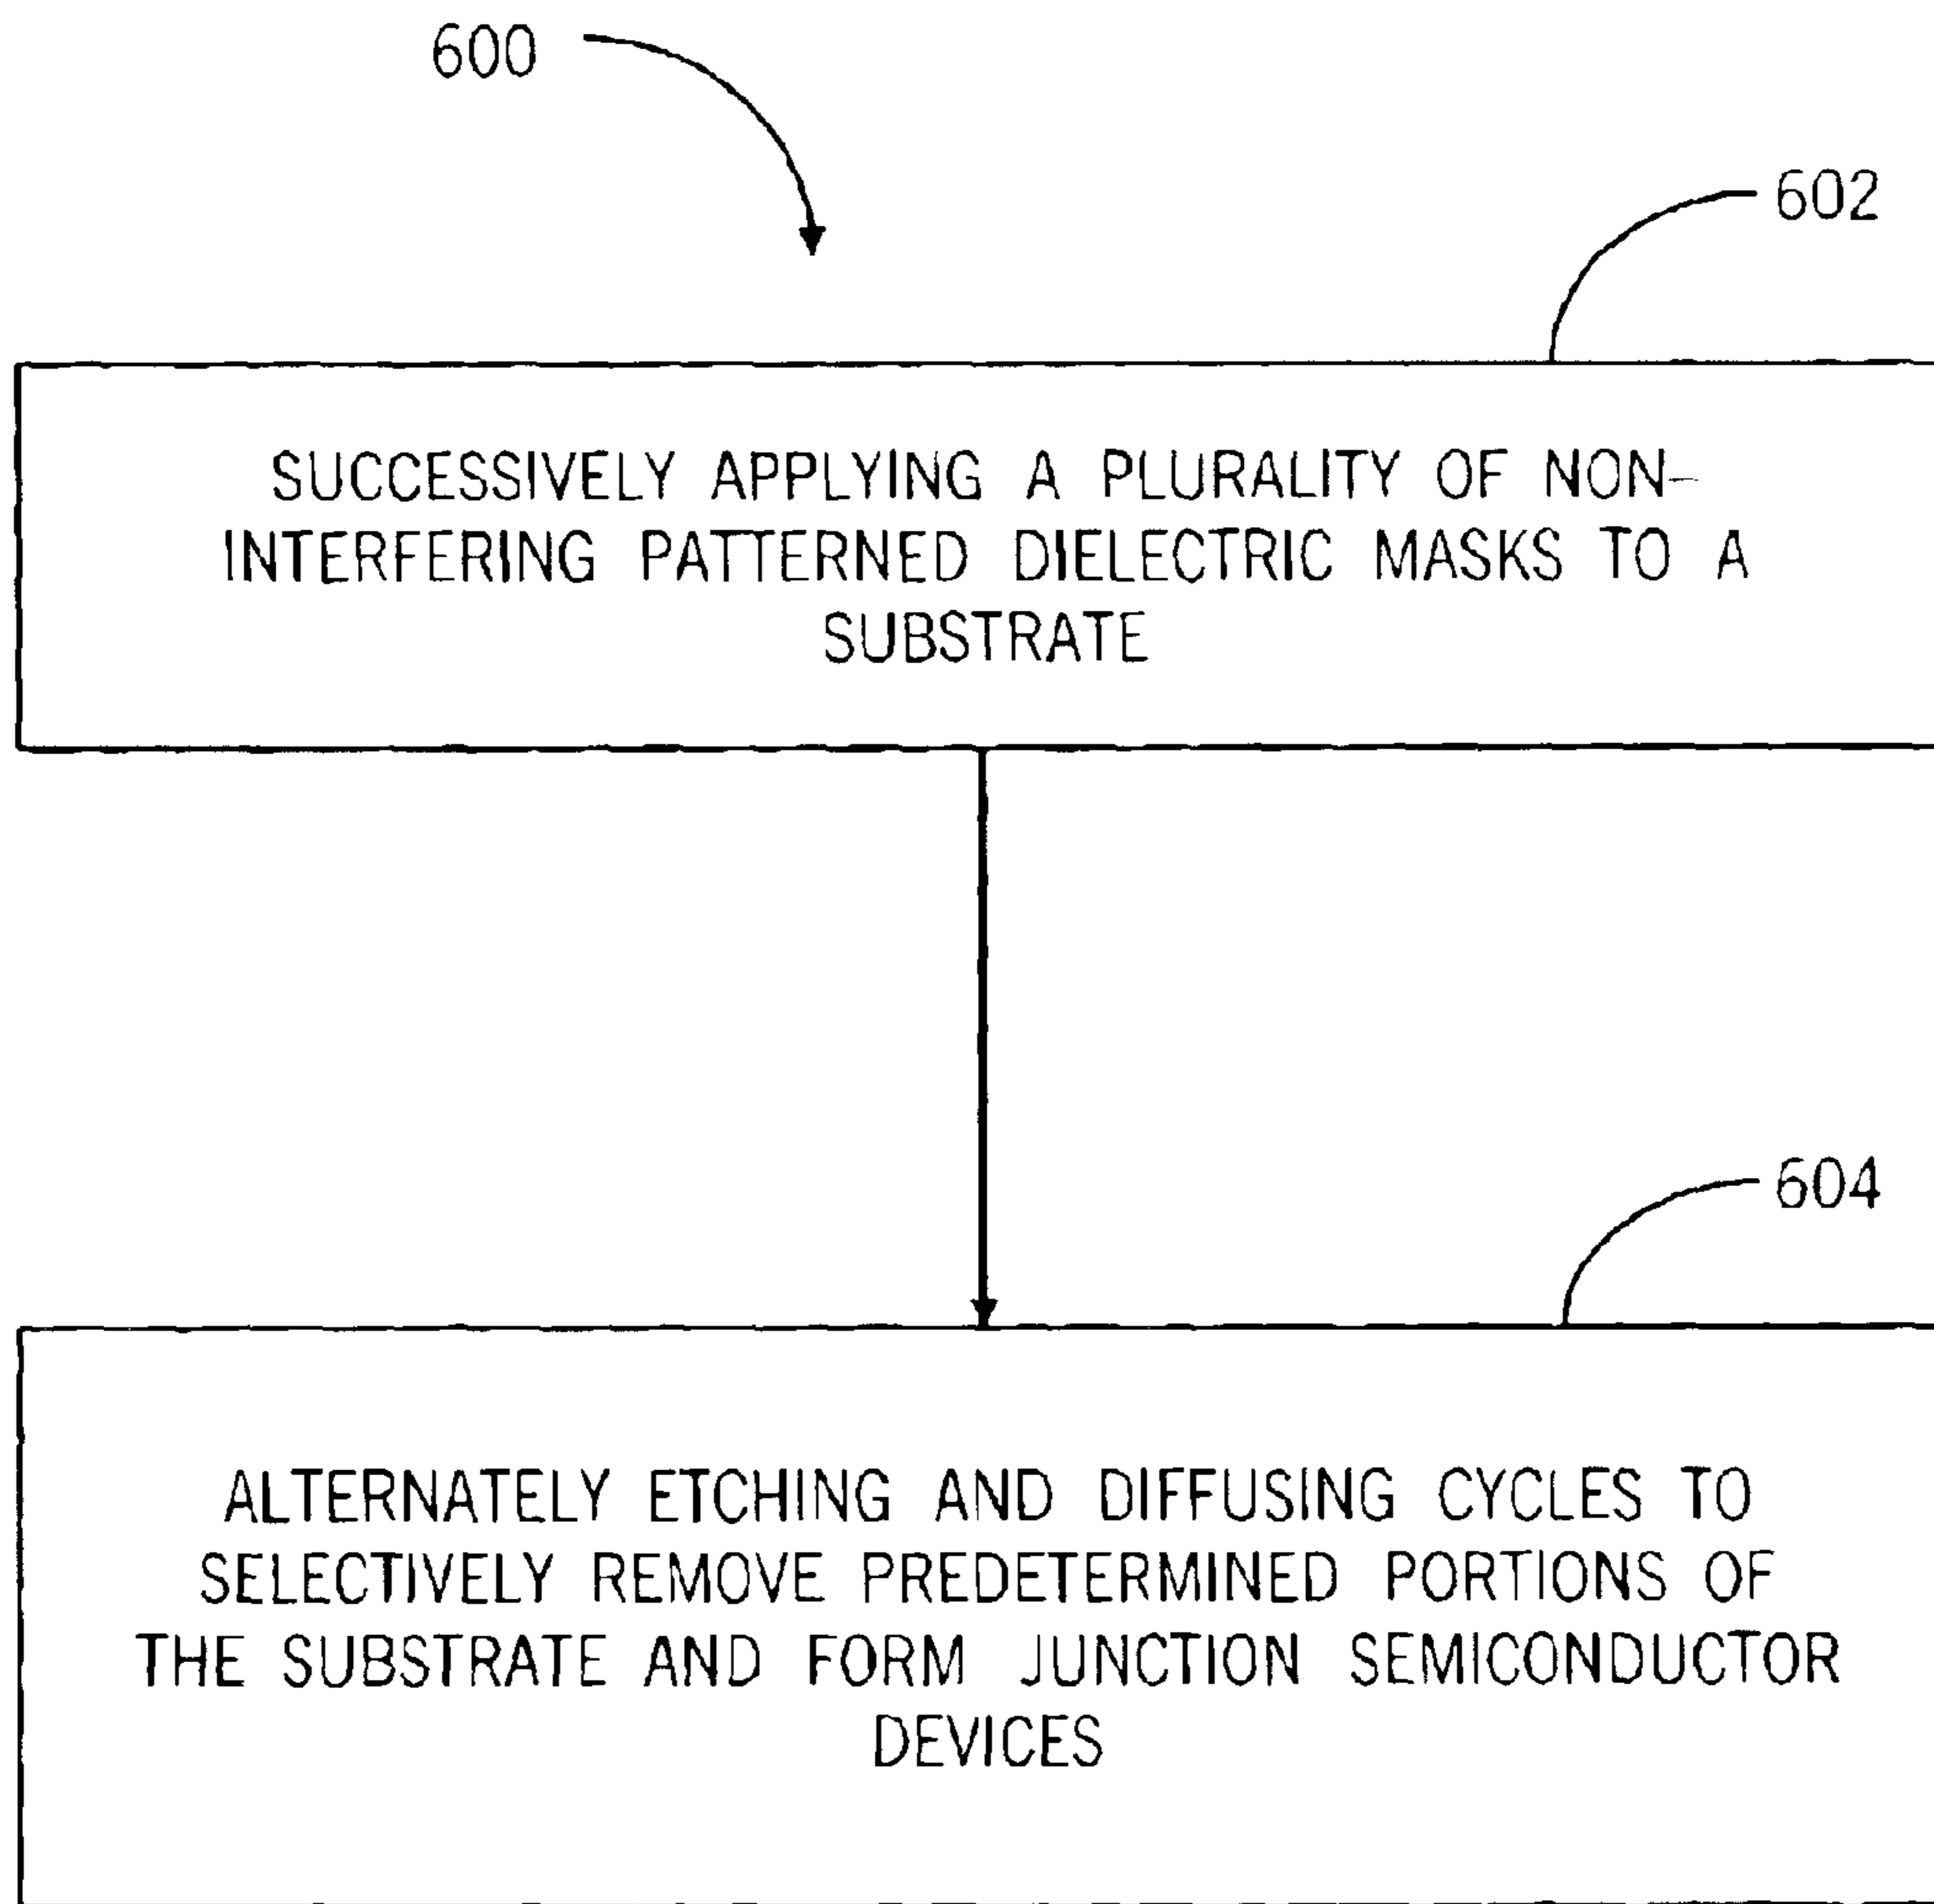 600
602
SUCCESSIVELY APPLYING A PLURALITY OF NON-
INTERFERING PATTERNED DIELECTRIC MASKS TO A
SUBSTRATE
604
ALTERNATELY ETCHING AND DIFFUSING CYCLES TO
SELECTIVELY REMOVE PREDETERMINED PORTIONS OF
THE SUBSTRATE AND FORM JUNCTION SEMICONDUCTOR
DEVICES